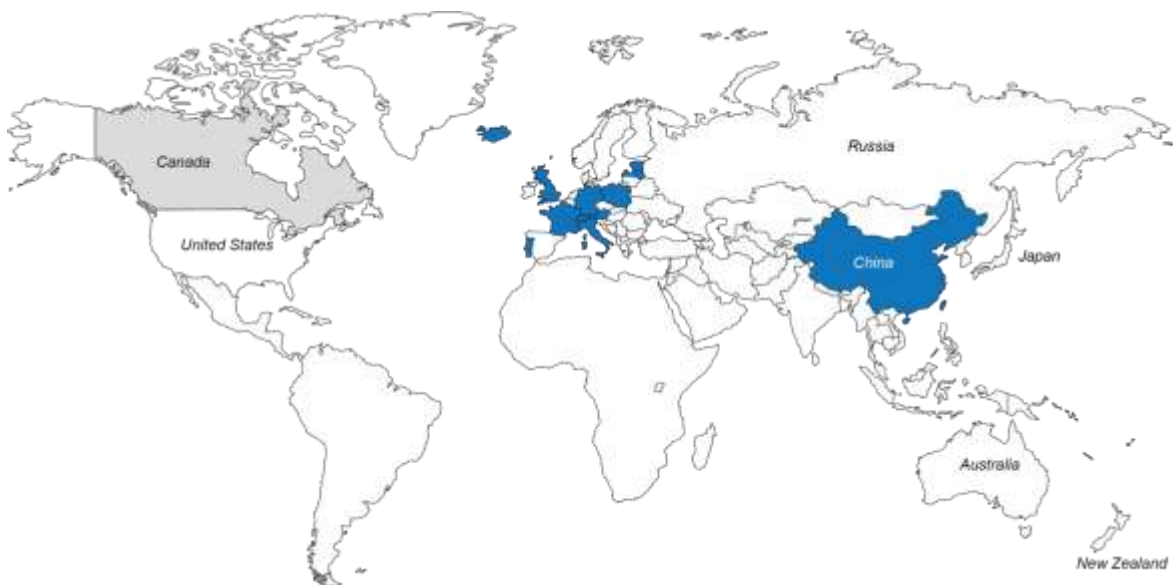 Canada
Russia
United States
China
Japan
Australia
New Zealand